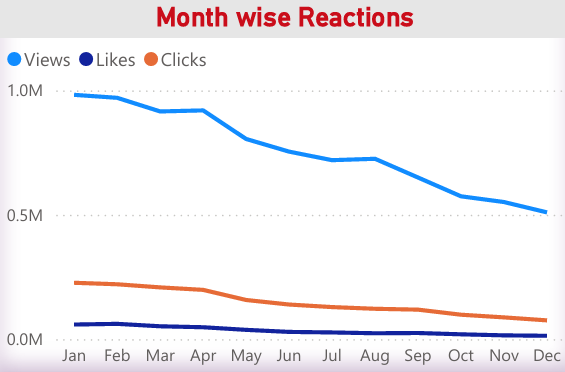 Month wise Reactions
Views Likes Clicks
1.0M
0.5M
0.0M
Jan Feb Mar Apr May Jun Jul Aug Sep Oct Nov Dec